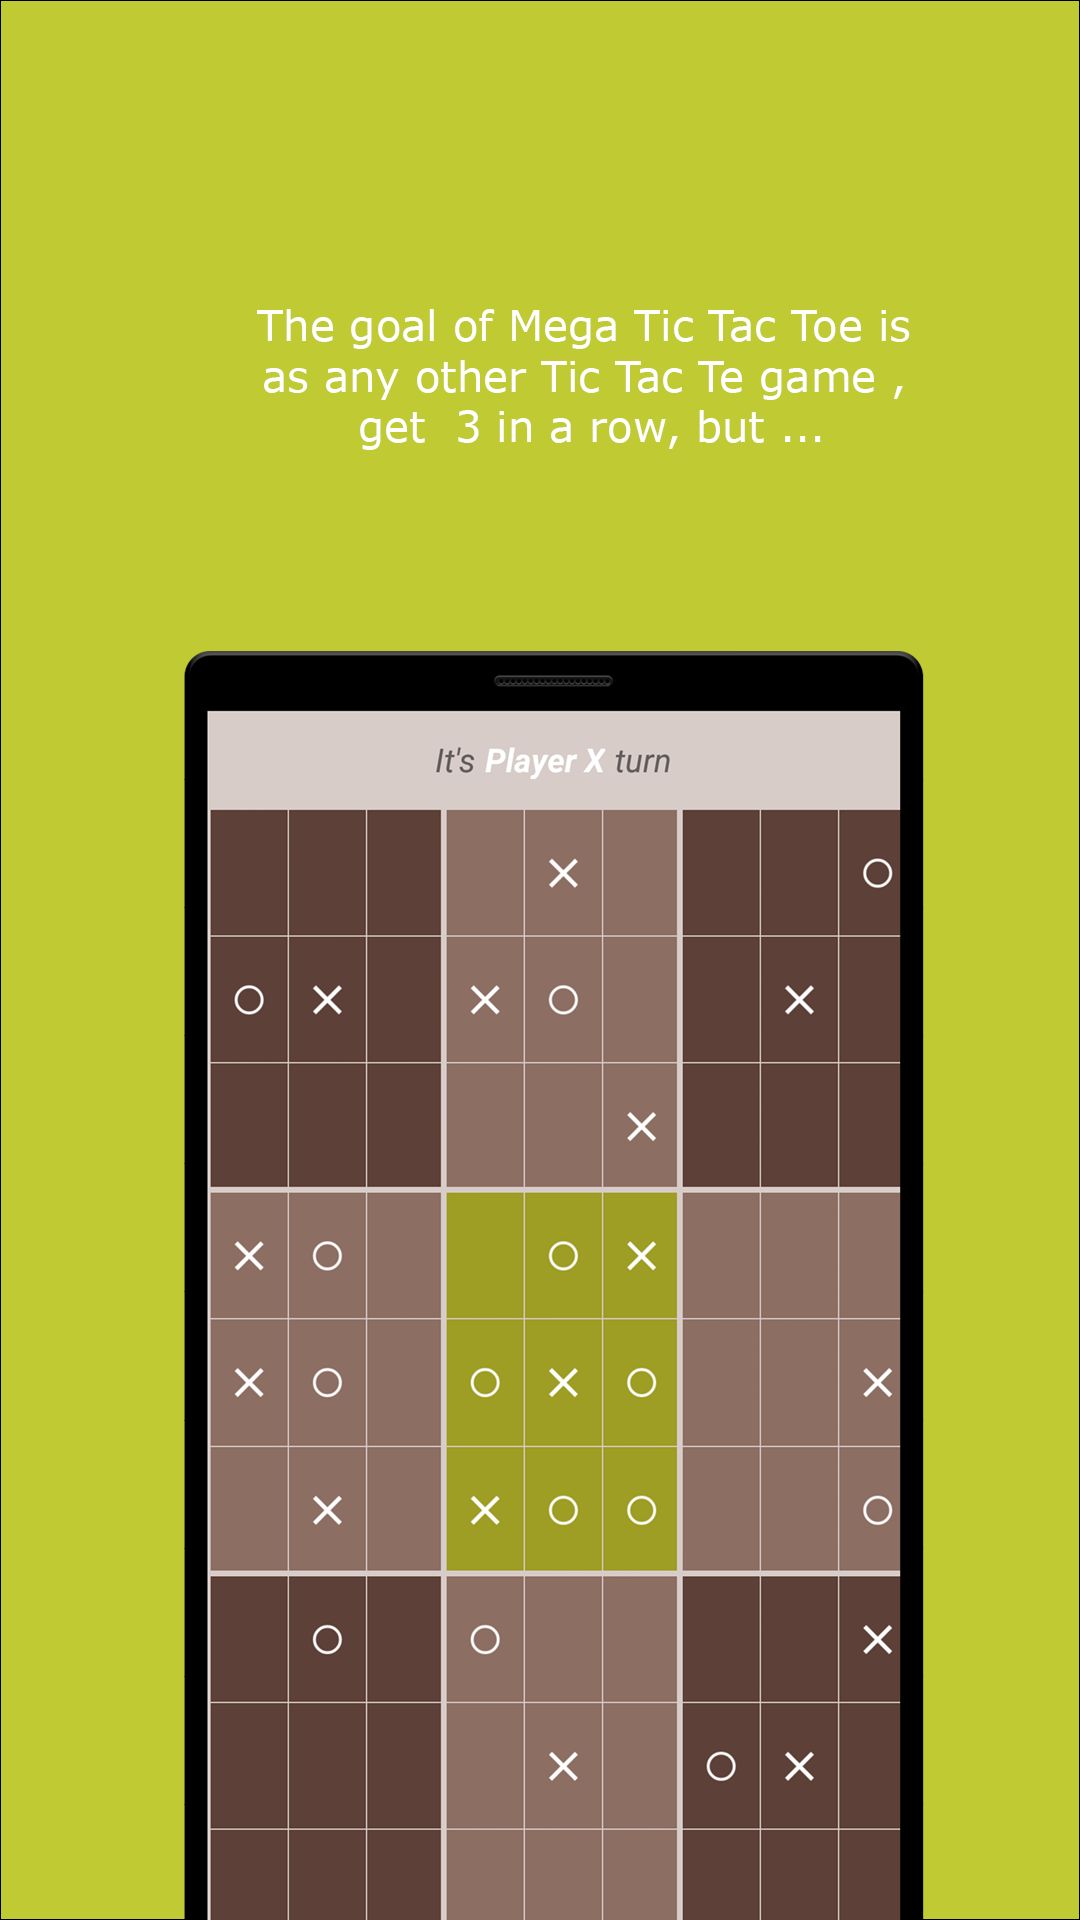 The goal of Mega Tic Tac Toe is
as any other Tic Tac Te game ,
get  3 in a row, but ...
It's Player X turn